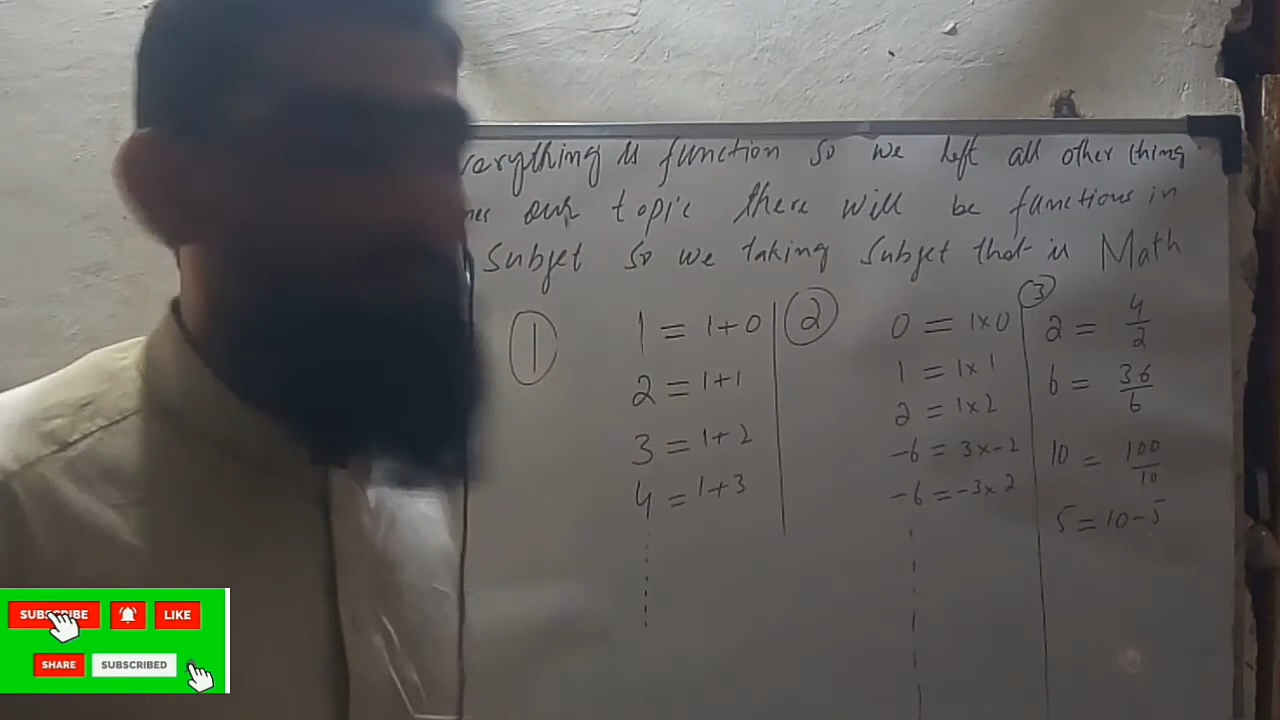 verything is function so we left all other thing
our topic there will be functions in
Subjet so we taking Subjet that is Math
1
1 = 1+0
2 = 1+1
3 = 1+2
4 = 1+3
2
0 = 1x0
1 = 1x1
2 = 1x2
-6 = 3x-2
-6 = -3x2
3
2 = 4/2
6 = 36/6
10 = 100/10
5 = 10-5
SUBSCRIBE LIKE
SHARE SUBSCRIBED